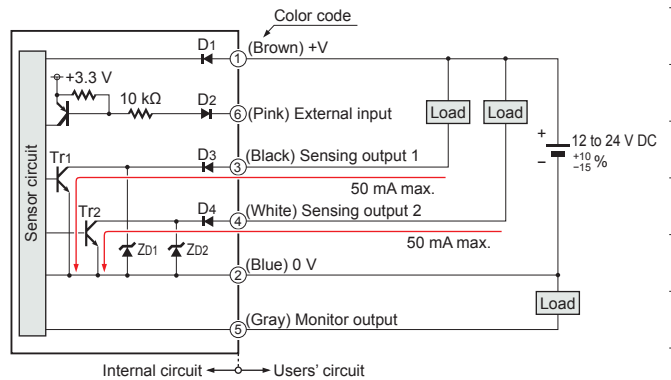 Color code
D1
1
(Brown) +V
+3.3 V
10 kΩ
D2
6
(Pink) External input
Load
Load
+
12 to 24 V DC
−
+10
−15 %
Sensor circuit
Tr1
D3
3
(Black) Sensing output 1
50 mA max.
Tr2
D4
4
(White) Sensing output 2
50 mA max.
ZD1
ZD2
2
(Blue) 0 V
Load
5
(Gray) Monitor output
Internal circuit
Users' circuit